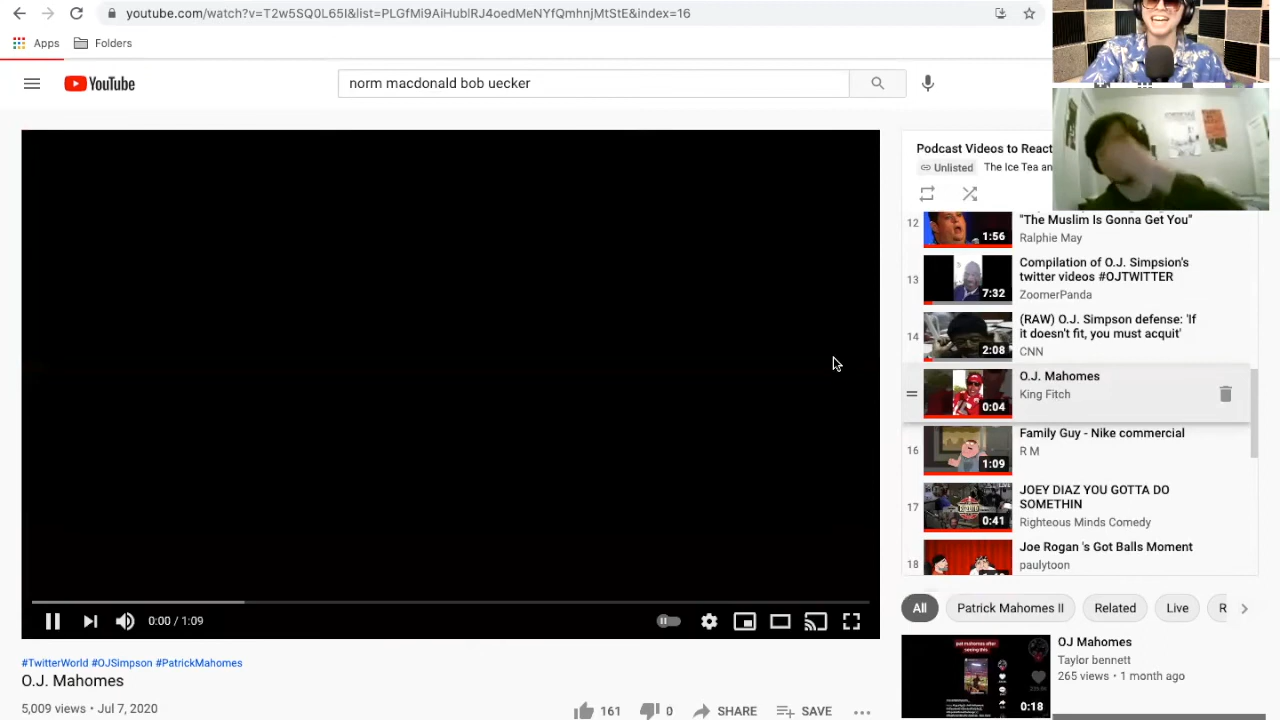 youtube.com/watch?v=T2w5SQ0L65I&list=PLGfMi9AiHublRJ4oedMeNYfQmhnjMtStE&index=16
Apps
Folders
YouTube
norm macdonald bob uecker
Podcast Videos to React
Unlisted
The Ice Tea an
12
"The Muslim Is Gonna Get You"
1:56
Ralphie May
13
Compilation of O.J. Simpsion's
twitter videos #OJTWITTER
7:32
ZoomerPanda
14
(RAW) O.J. Simpson defense: 'If
it doesn't fit, you must acquit'
2:08
CNN
O.J. Mahomes
King Fitch
0:04
16
Family Guy - Nike commercial
R M
1:09
17
JOEY DIAZ YOU GOTTA DO
SOMETHIN
0:41
Righteous Minds Comedy
18
Joe Rogan 's Got Balls Moment
paulytoon
0:00 / 1:09
All
Patrick Mahomes II
Related
Live
R
#TwitterWorld #OJSimpson #PatrickMahomes
O.J. Mahomes
5,009 views • Jul 7, 2020
161
0
SHARE
SAVE
OJ Mahomes
Taylor bennett
265 views • 1 month ago
0:18